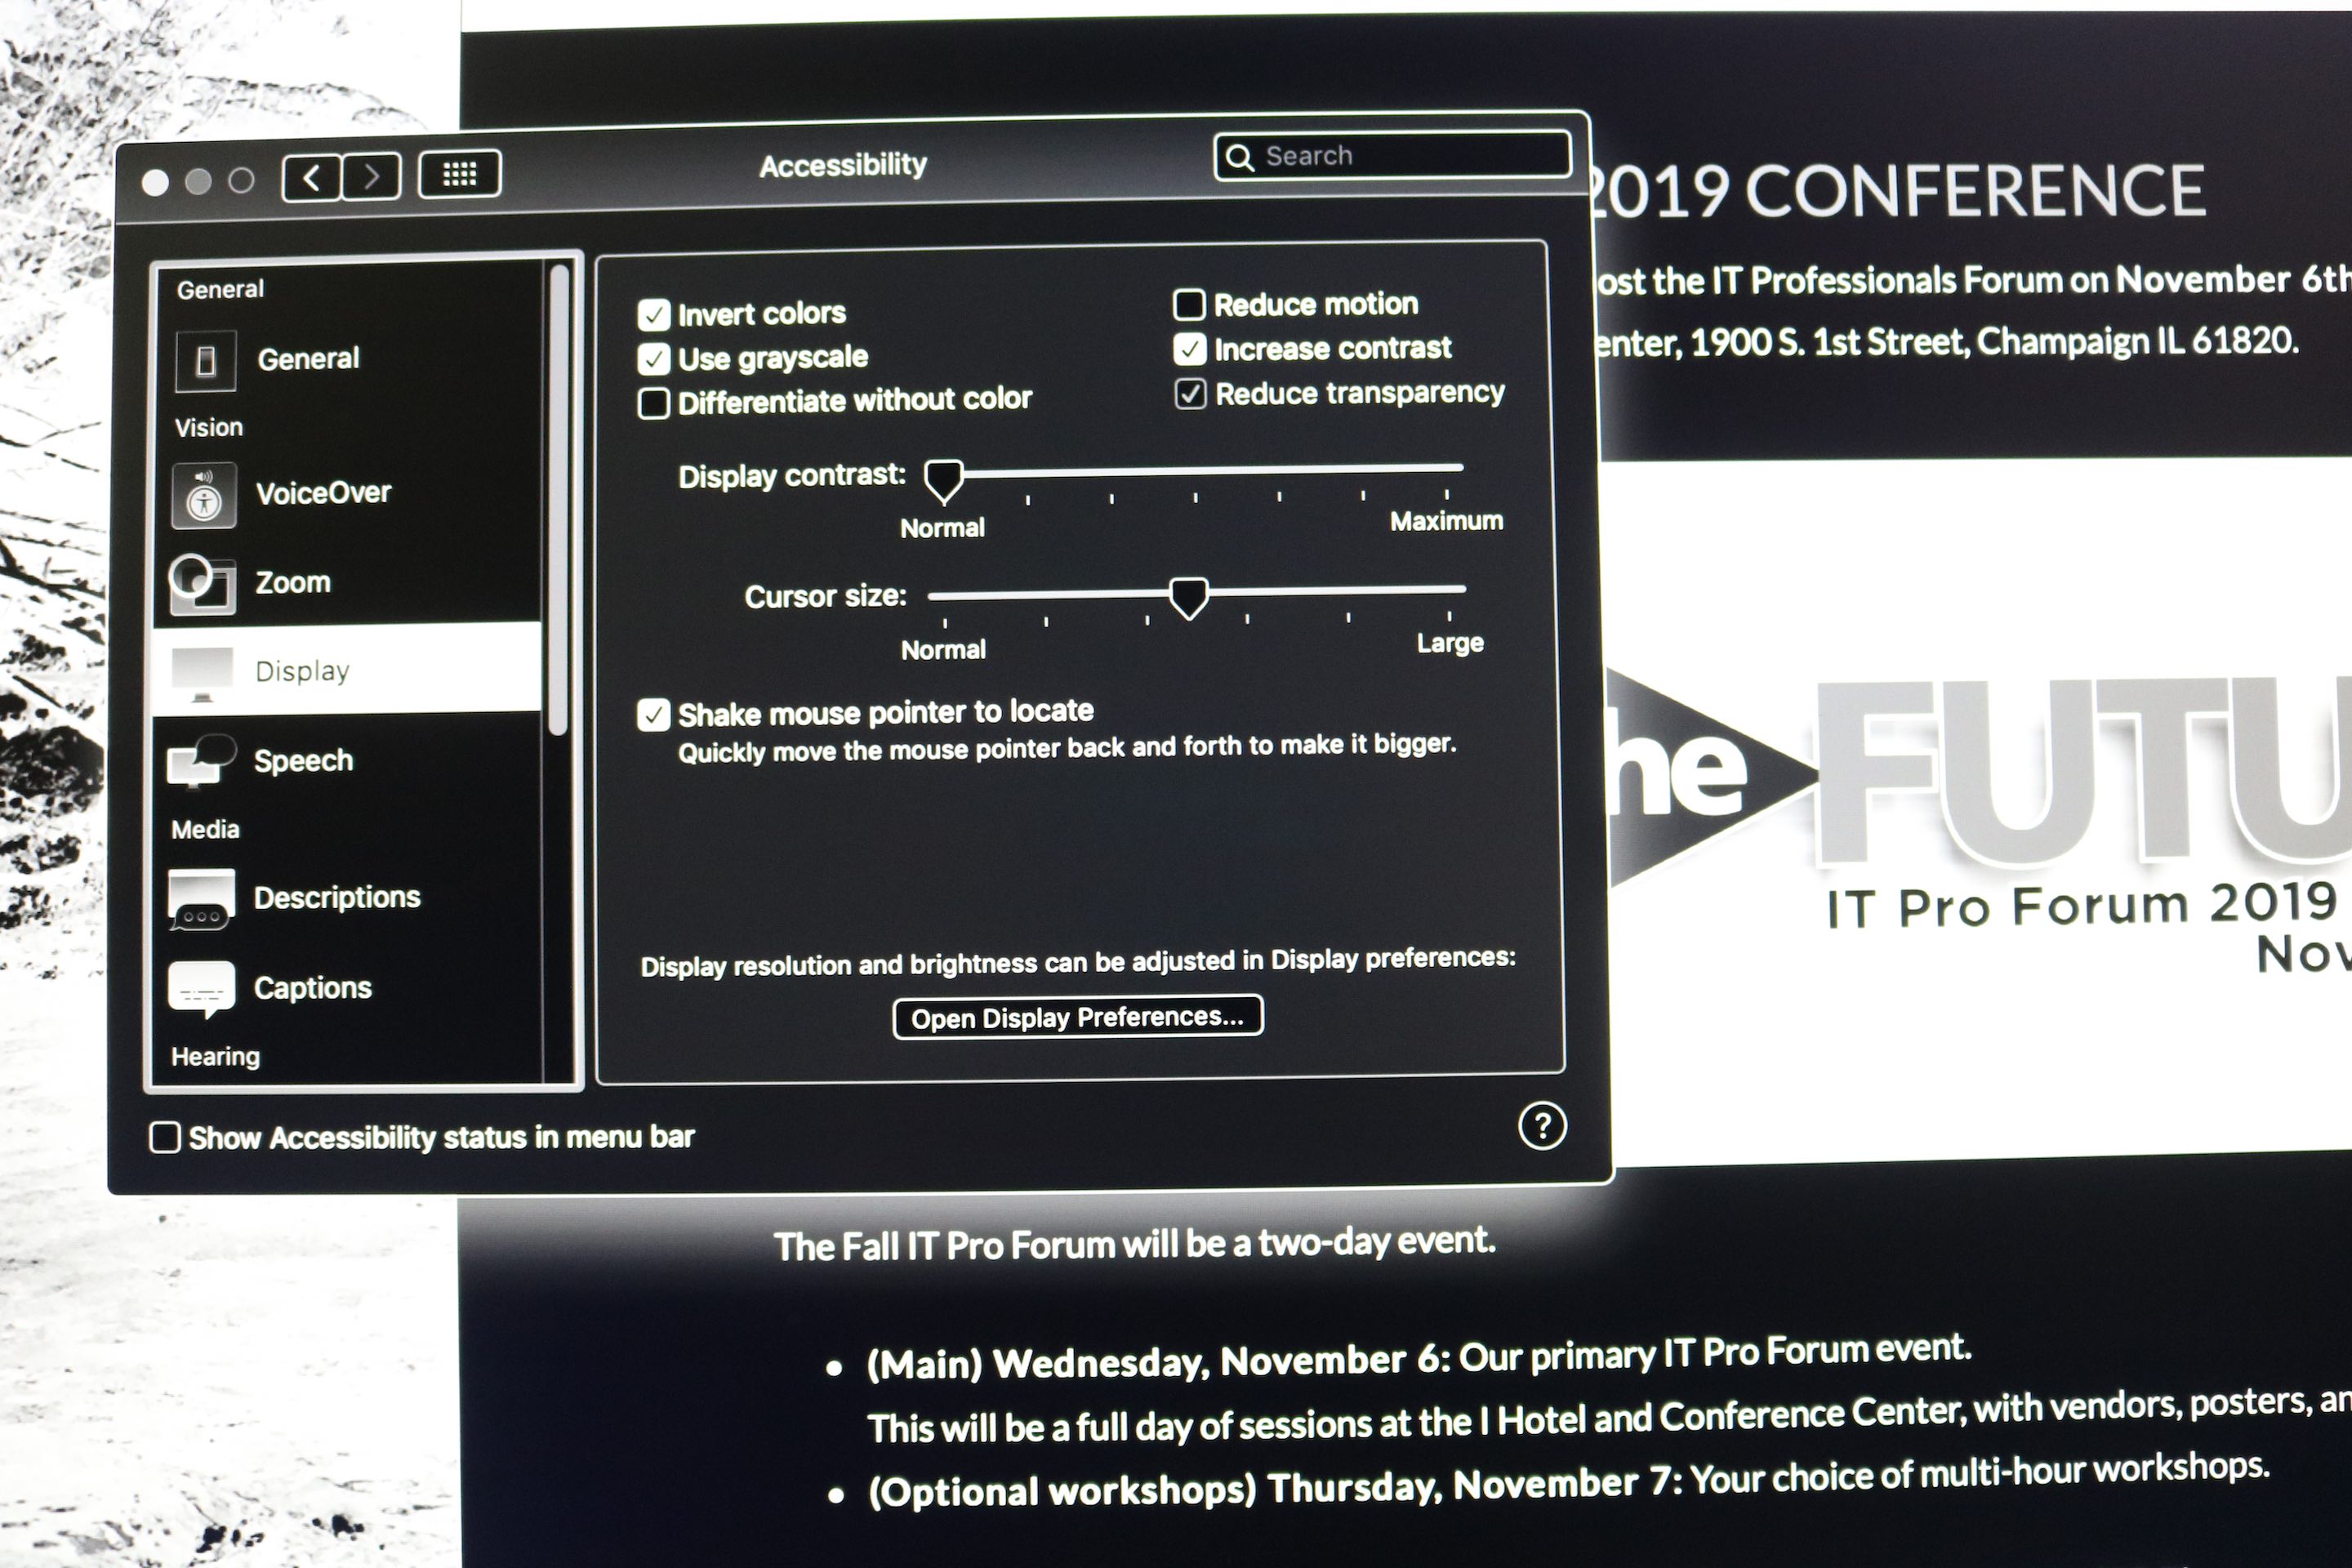 Accessibility
Search
General
General
Vision
VoiceOver
Zoom
Display
Speech
Media
Descriptions
Captions
Hearing
Invert colors
Use grayscale
Differentiate without color
Reduce motion
Increase contrast
Reduce transparency
Display contrast:
Normal Maximum
Cursor size:
Normal Large
Shake mouse pointer to locate
Quickly move the mouse pointer back and forth to make it bigger.
Display resolution and brightness can be adjusted in Display preferences:
Open Display Preferences...
Show Accessibility status in menu bar
?
2019 CONFERENCE
ost the IT Professionals Forum on November 6th
enter, 1900 S. 1st Street, Champaign IL 61820.
he FUTU
IT Pro Forum 2019
Nov
The Fall IT Pro Forum will be a two-day event.
• (Main) Wednesday, November 6: Our primary IT Pro Forum event.
This will be a full day of sessions at the I Hotel and Conference Center, with vendors, posters, an
• (Optional workshops) Thursday, November 7: Your choice of multi-hour workshops.